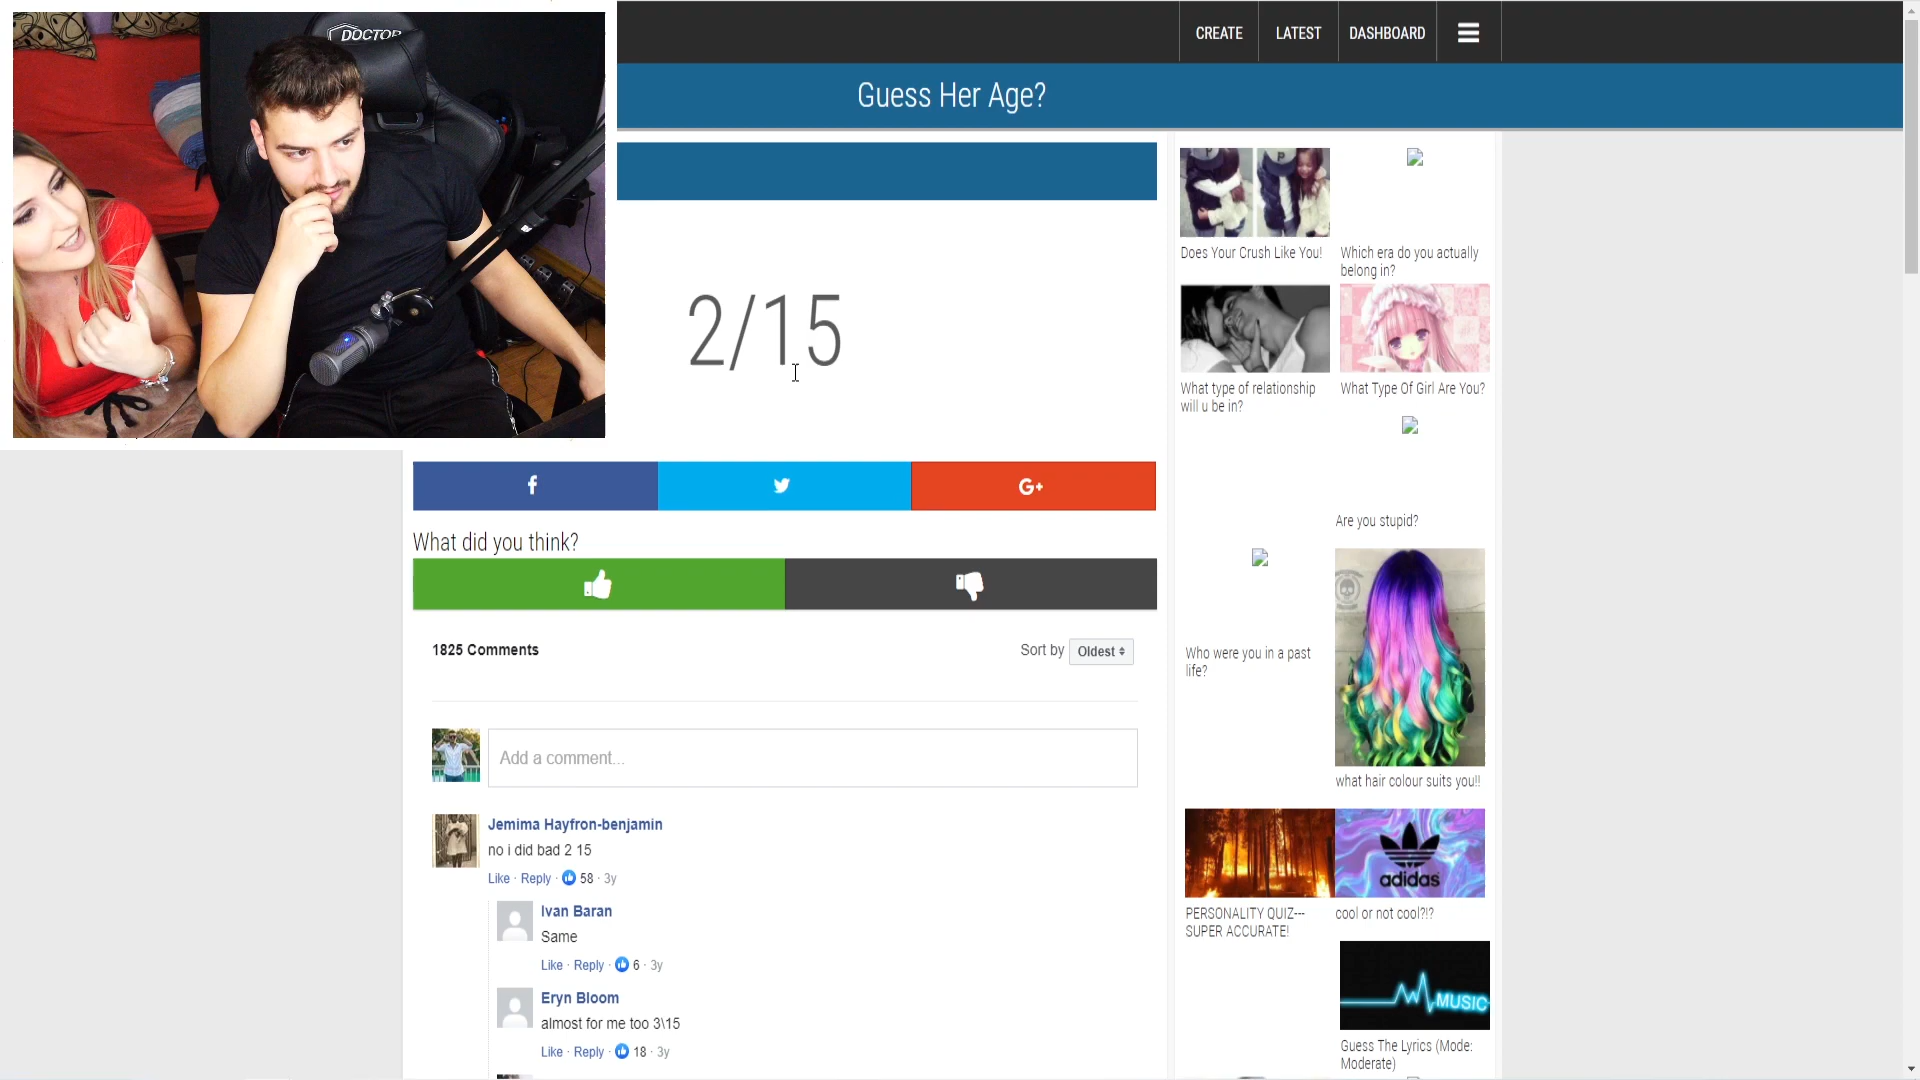 DOCTOR
CREATE
LATEST
DASHBOARD
Guess Her Age?
2/15
Does Your Crush Like You!
Which era do you actually
belong in?
What type of relationship
will u be in?
What Type Of Girl Are You?
Are you stupid?
Who were you in a past
life?
what hair colour suits you!!
PERSONALITY QUIZ---
SUPER ACCURATE!
adidas
cool or not cool?!?
MUSIC
Guess The Lyrics (Mode:
Moderate)
f
G+
What did you think?
1825 Comments
Sort by Oldest
Add a comment...
Jemima Hayfron-benjamin
no i did bad 2 15
Like · Reply · 58 · 3y
Ivan Baran
Same
Like · Reply · 6 · 3y
Eryn Bloom
almost for me too 3\15
Like · Reply · 18 · 3y